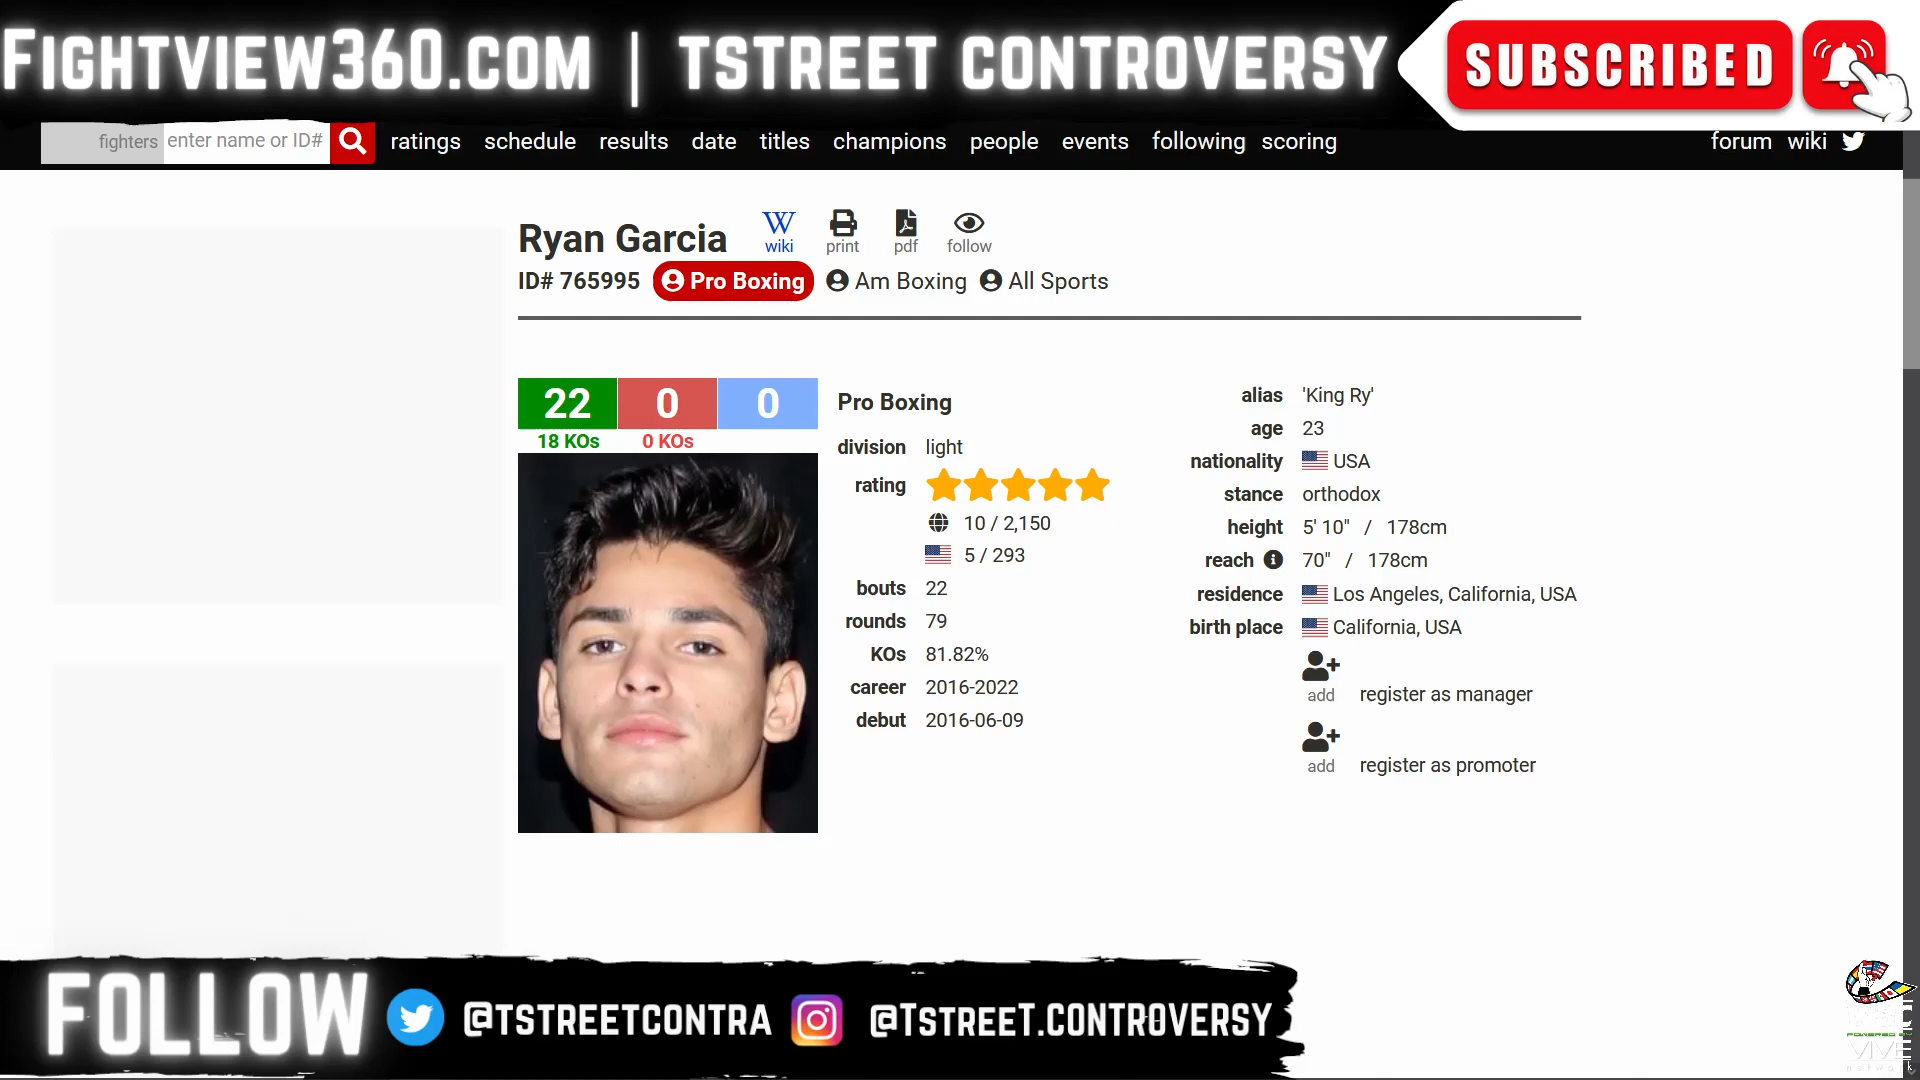 FIGHTVIEW360.COM | TSTREET CONTROVERSY
SUBSCRIBED
fighters enter name or ID# ratings schedule results date titles champions people events following scoring forum wiki
Ryan Garcia
wiki print pdf follow
ID# 765995 Pro Boxing Am Boxing All Sports
22 0 0
18 KOs 0 KOs
Pro Boxing
division light
rating
10 / 2,150
5 / 293
bouts 22
rounds 79
KOs 81.82%
career 2016-2022
debut 2016-06-09
alias 'King Ry'
age 23
nationality USA
stance orthodox
height 5' 10" / 178cm
reach 70" / 178cm
residence Los Angeles, California, USA
birth place California, USA
add register as manager
add register as promoter
FOLLOW @TSTREETCONTRA @TSTREET.CONTROVERSY
VIVE